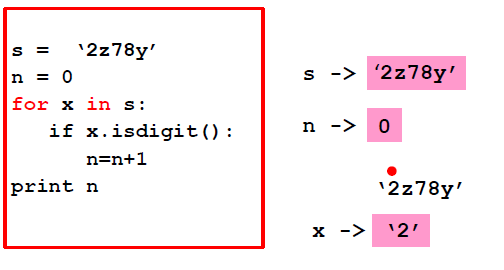 s =  ‘2z78y’
n = 0
for x in s:
   if x.isdigit():
      n=n+1
print n
s -> ‘2z78y’
n -> 0
‘2z78y’
x -> ‘2’